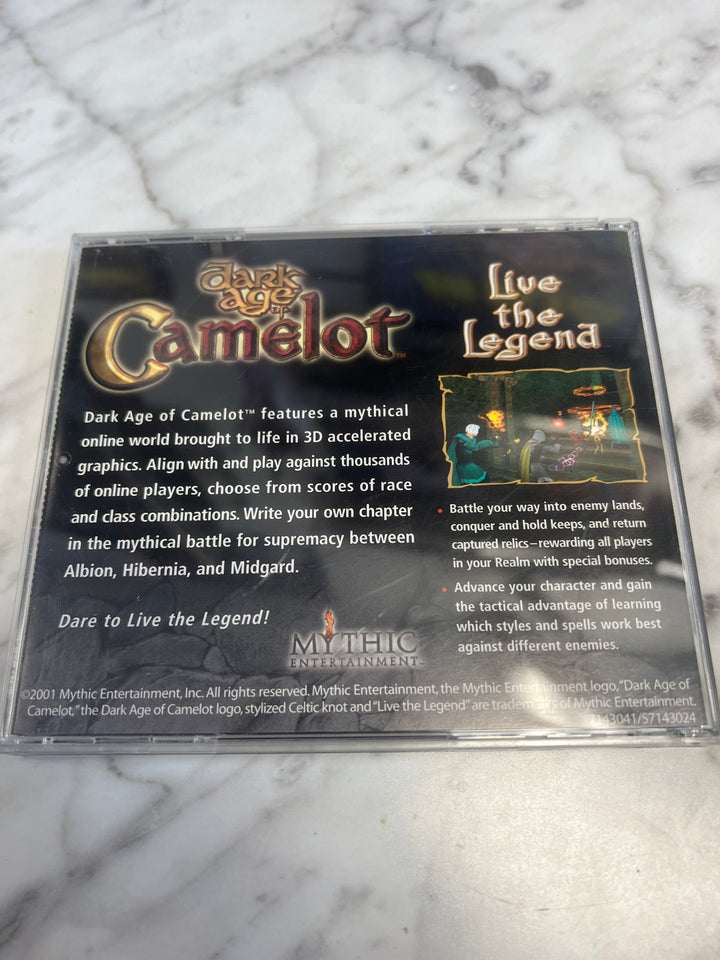 dark
age
of
Camelot™
Dark Age of Camelot™ features a mythical
online world brought to life in 3D accelerated
graphics. Align with and play against thousands
of online players, choose from scores of race
and class combinations. Write your own chapter
in the mythical battle for supremacy between
Albion, Hibernia, and Midgard.
Dare to Live the Legend!
MYTHIC
ENTERTAINMENT™
Live
the
Legend
• Battle your way into enemy lands,
conquer and hold keeps, and return
captured relics—rewarding all players
in your Realm with special bonuses.
• Advance your character and gain
the tactical advantage of learning
which styles and spells work best
against different enemies.
©2001 Mythic Entertainment, Inc. All rights reserved. Mythic Entertainment, the Mythic Entertainment logo, "Dark Age of
Camelot," the Dark Age of Camelot logo, stylized Celtic knot and "Live the Legend" are trademarks of Mythic Entertainment.
7143041/S7143024